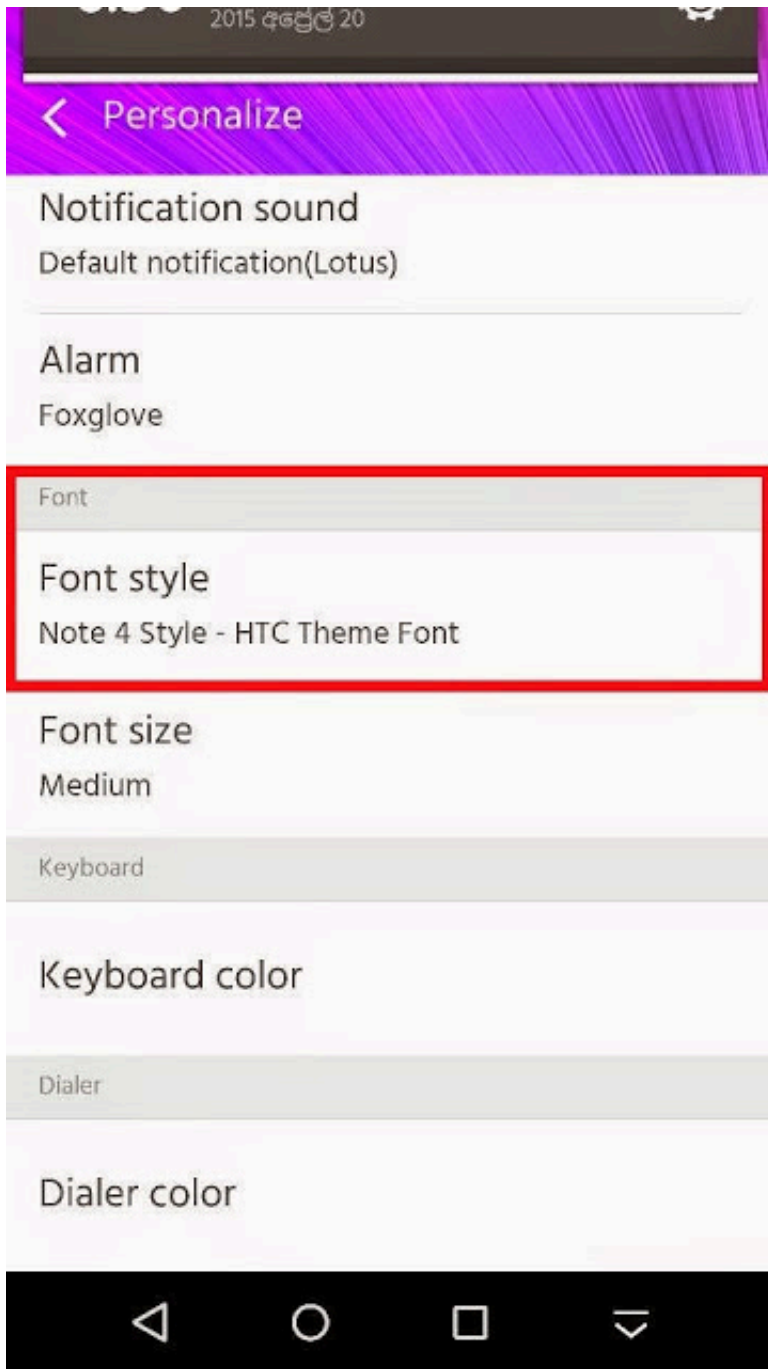 2015 අප්‍රේල් 20
Personalize
Notification sound
Default notification(Lotus)
Alarm
Foxglove
Font
Font style
Note 4 Style - HTC Theme Font
Font size
Medium
Keyboard
Keyboard color
Dialer
Dialer color